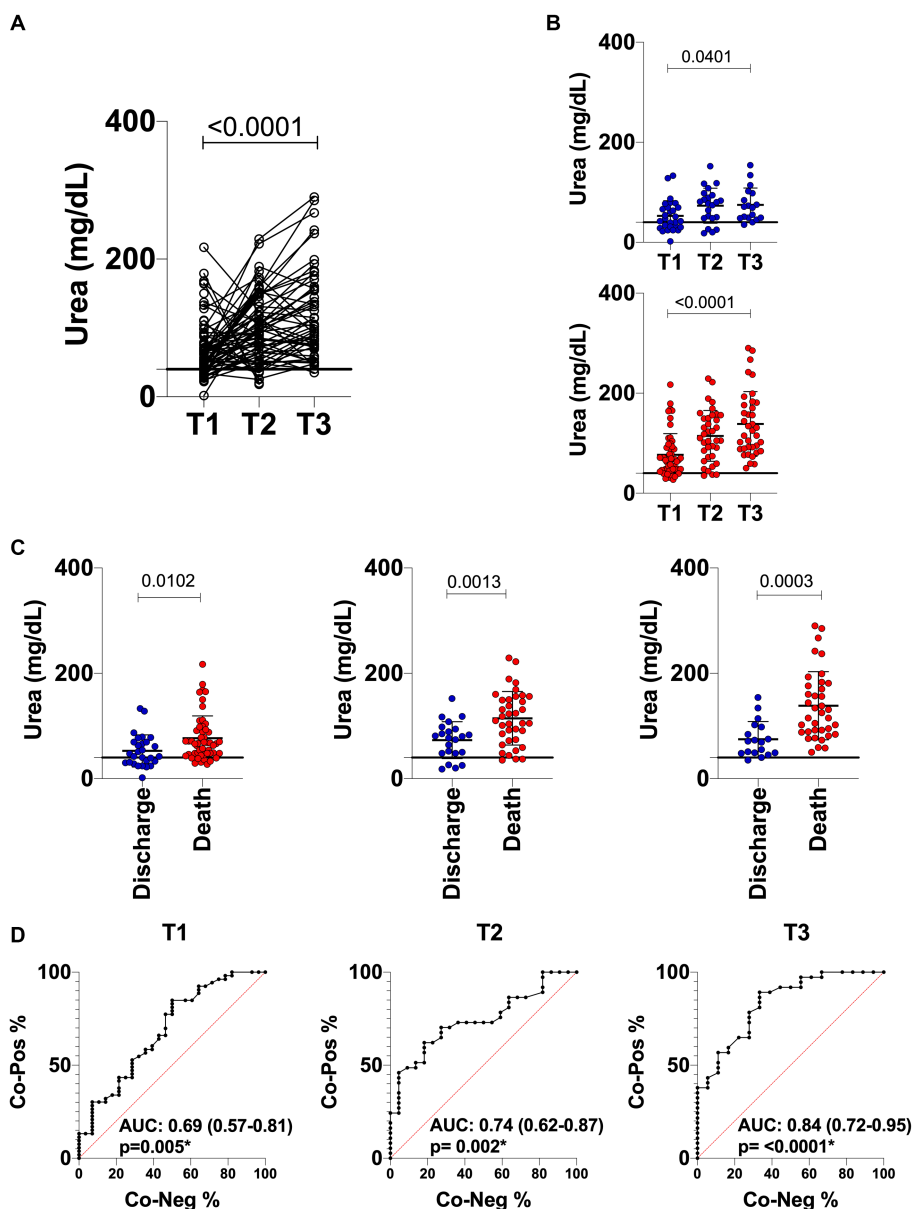 A
Urea (mg/dL)
400
200
0
<0.0001
T1 T2 T3
B
Urea (mg/dL)
400
200
0
0.0401
T1 T2 T3
Urea (mg/dL)
400
200
0
<0.0001
T1 T2 T3
C
Urea (mg/dL)
400
200
0
0.0102
Discharge
Death
Urea (mg/dL)
400
200
0
0.0013
Discharge
Death
Urea (mg/dL)
400
200
0
0.0003
Discharge
Death
D
T1
Co-Pos %
100
50
0
AUC: 0.69 (0.57-0.81)
p=0.005*
0 20 40 60 80 100
Co-Neg %
T2
Co-Pos %
100
50
0
AUC: 0.74 (0.62-0.87)
p= 0.002*
0 20 40 60 80 100
Co-Neg %
T3
Co-Pos %
100
50
0
AUC: 0.84 (0.72-0.95)
p= <0.0001*
0 20 40 60 80 100
Co-Neg %